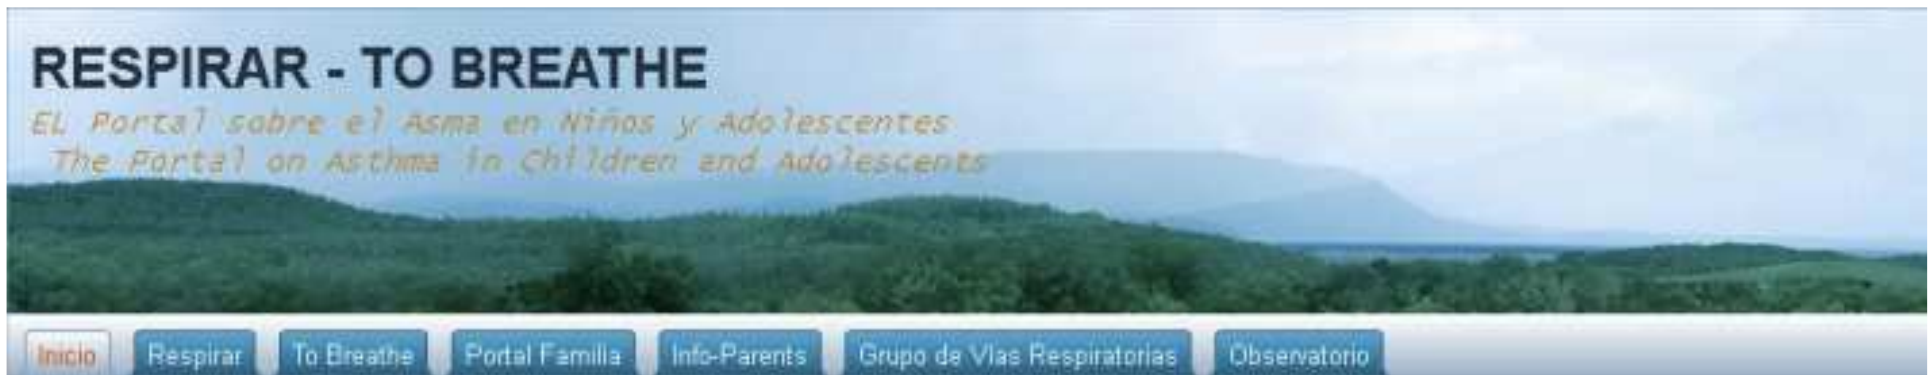 RESPIRAR - TO BREATHE
EL Portal sobre el Asma en Niños y Adolescentes
The Portal on Asthma in Children and Adolescents
Inicio Respirar To Breathe Portal Familia Info-Parents Grupo de Vías Respiratorias Observatorio